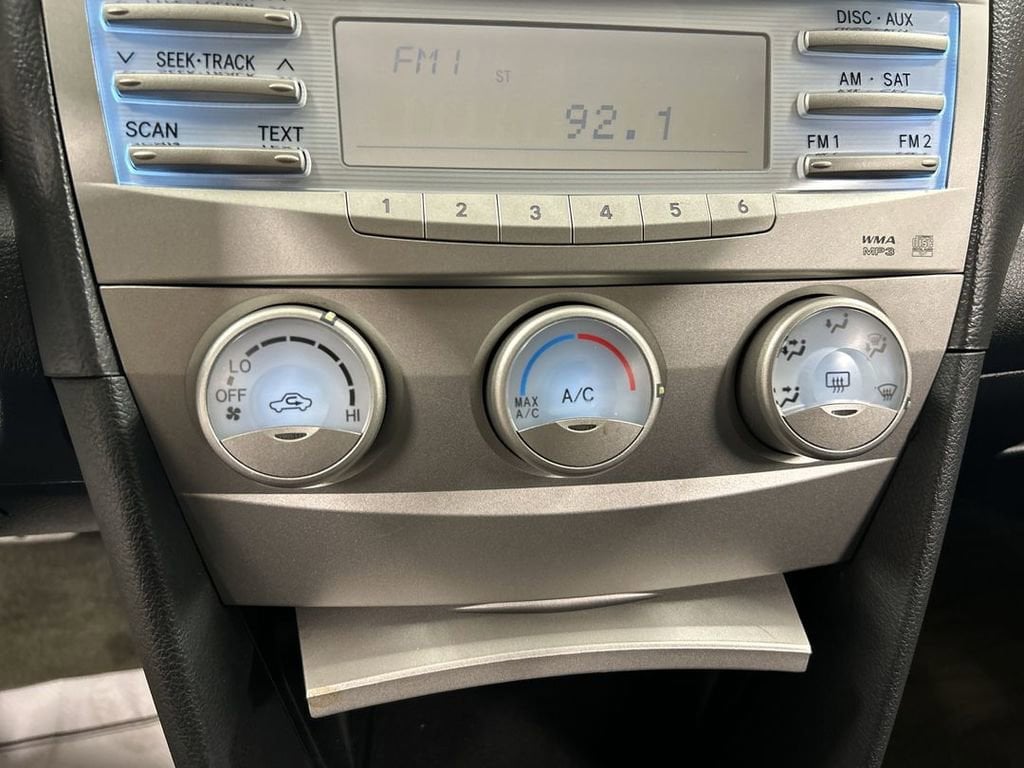 SEEK·TRACK
SCAN TEXT
FM1
ST
92.1
DISC · AUX
AM · SAT
FM1 FM2
1 2 3 4 5 6
WMA
MP3
LO
OFF
HI
MAX
A/C
A/C